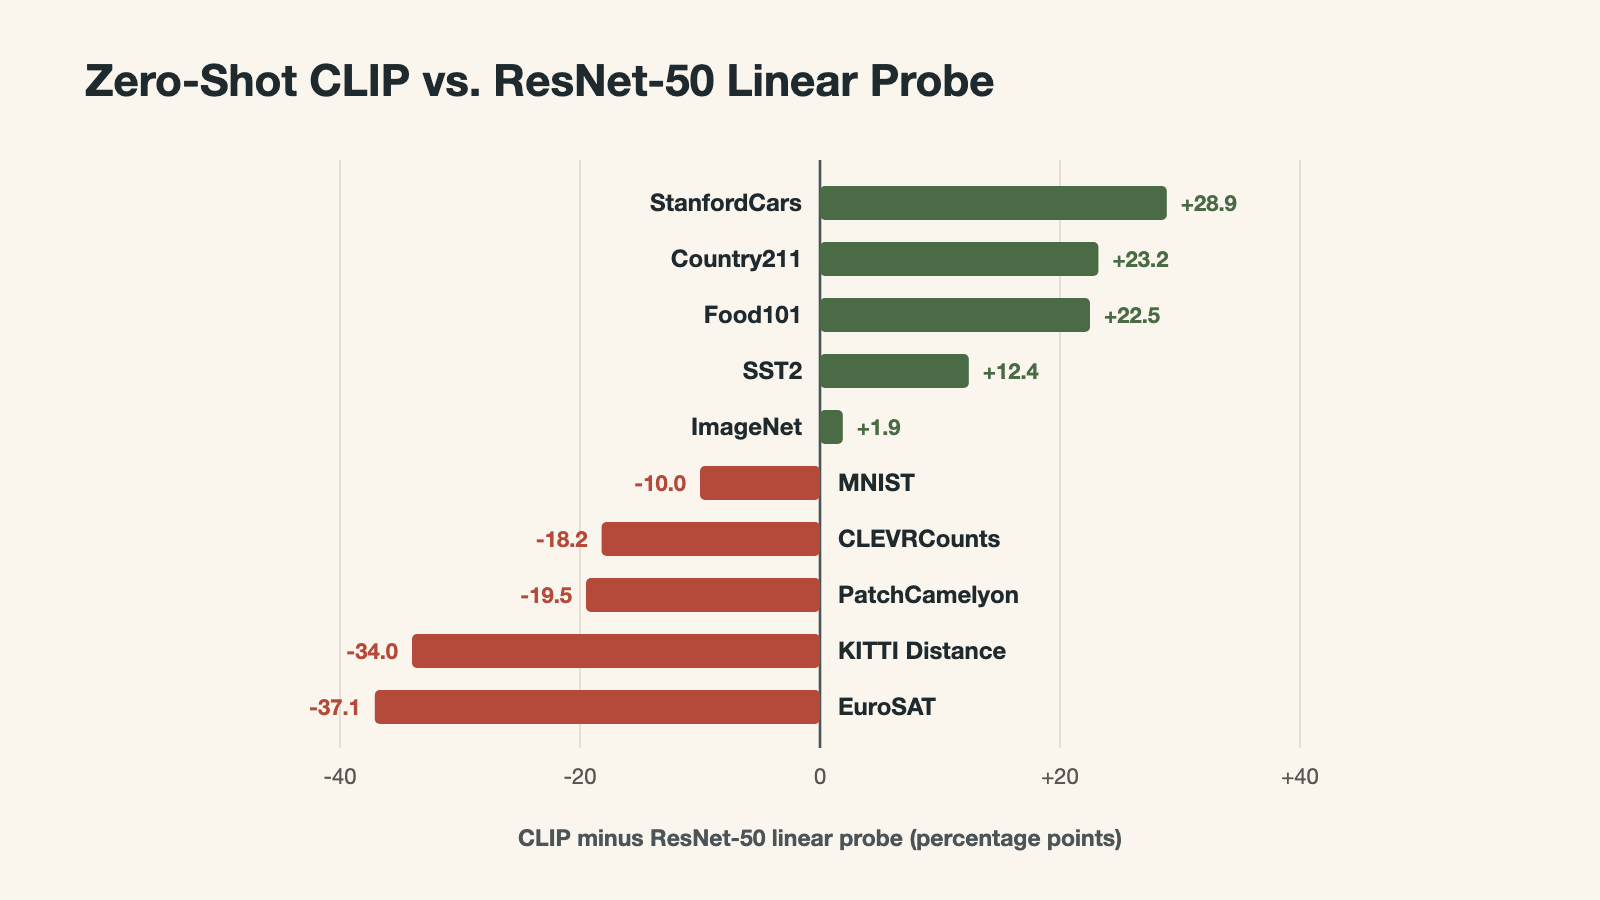 Zero-Shot CLIP vs. ResNet-50 Linear Probe
StanfordCars +28.9
Country211 +23.2
Food101 +22.5
SST2 +12.4
ImageNet +1.9
-10.0 MNIST
-18.2 CLEVRCounts
-19.5 PatchCamelyon
-34.0 KITTI Distance
-37.1 EuroSAT
-40 -20 0 +20 +40
CLIP minus ResNet-50 linear probe (percentage points)